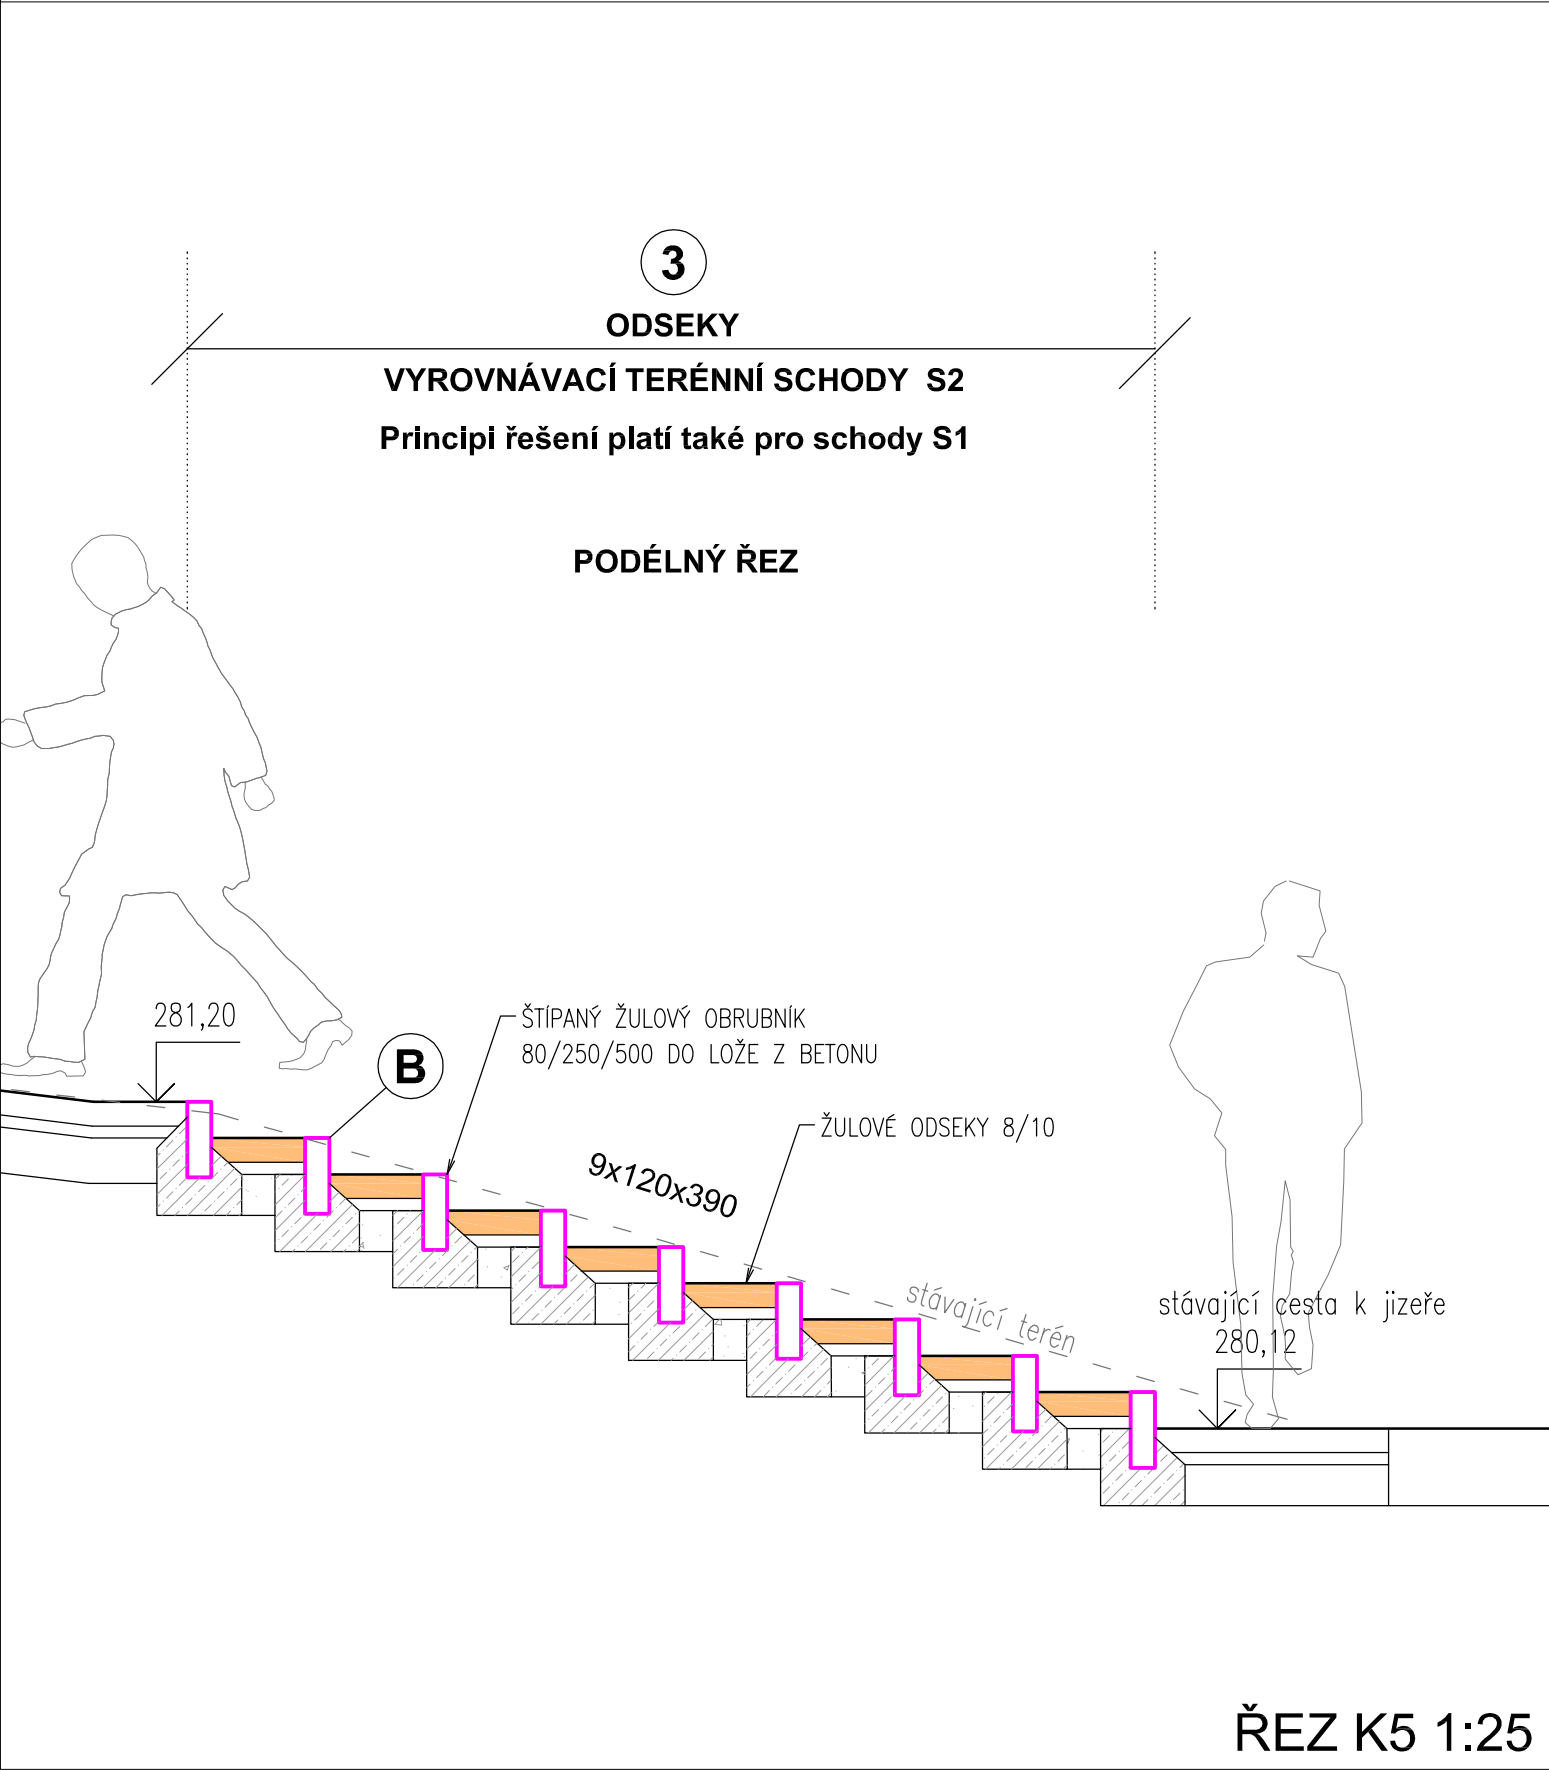 3
ODSEKY
VYROVNÁVACÍ TERÉNNÍ SCHODY S2
Principi řešení platí také pro schody S1
PODÉLNÝ ŘEZ
281,20
B
ŠTÍPANÝ ŽULOVÝ OBRUBNÍK
80/250/500 DO LOŽE Z BETONU
ŽULOVÉ ODSEKY 8/10
9x120x390
stávající terén
stávající cesta k jizeře
280,12
ŘEZ K5 1:25